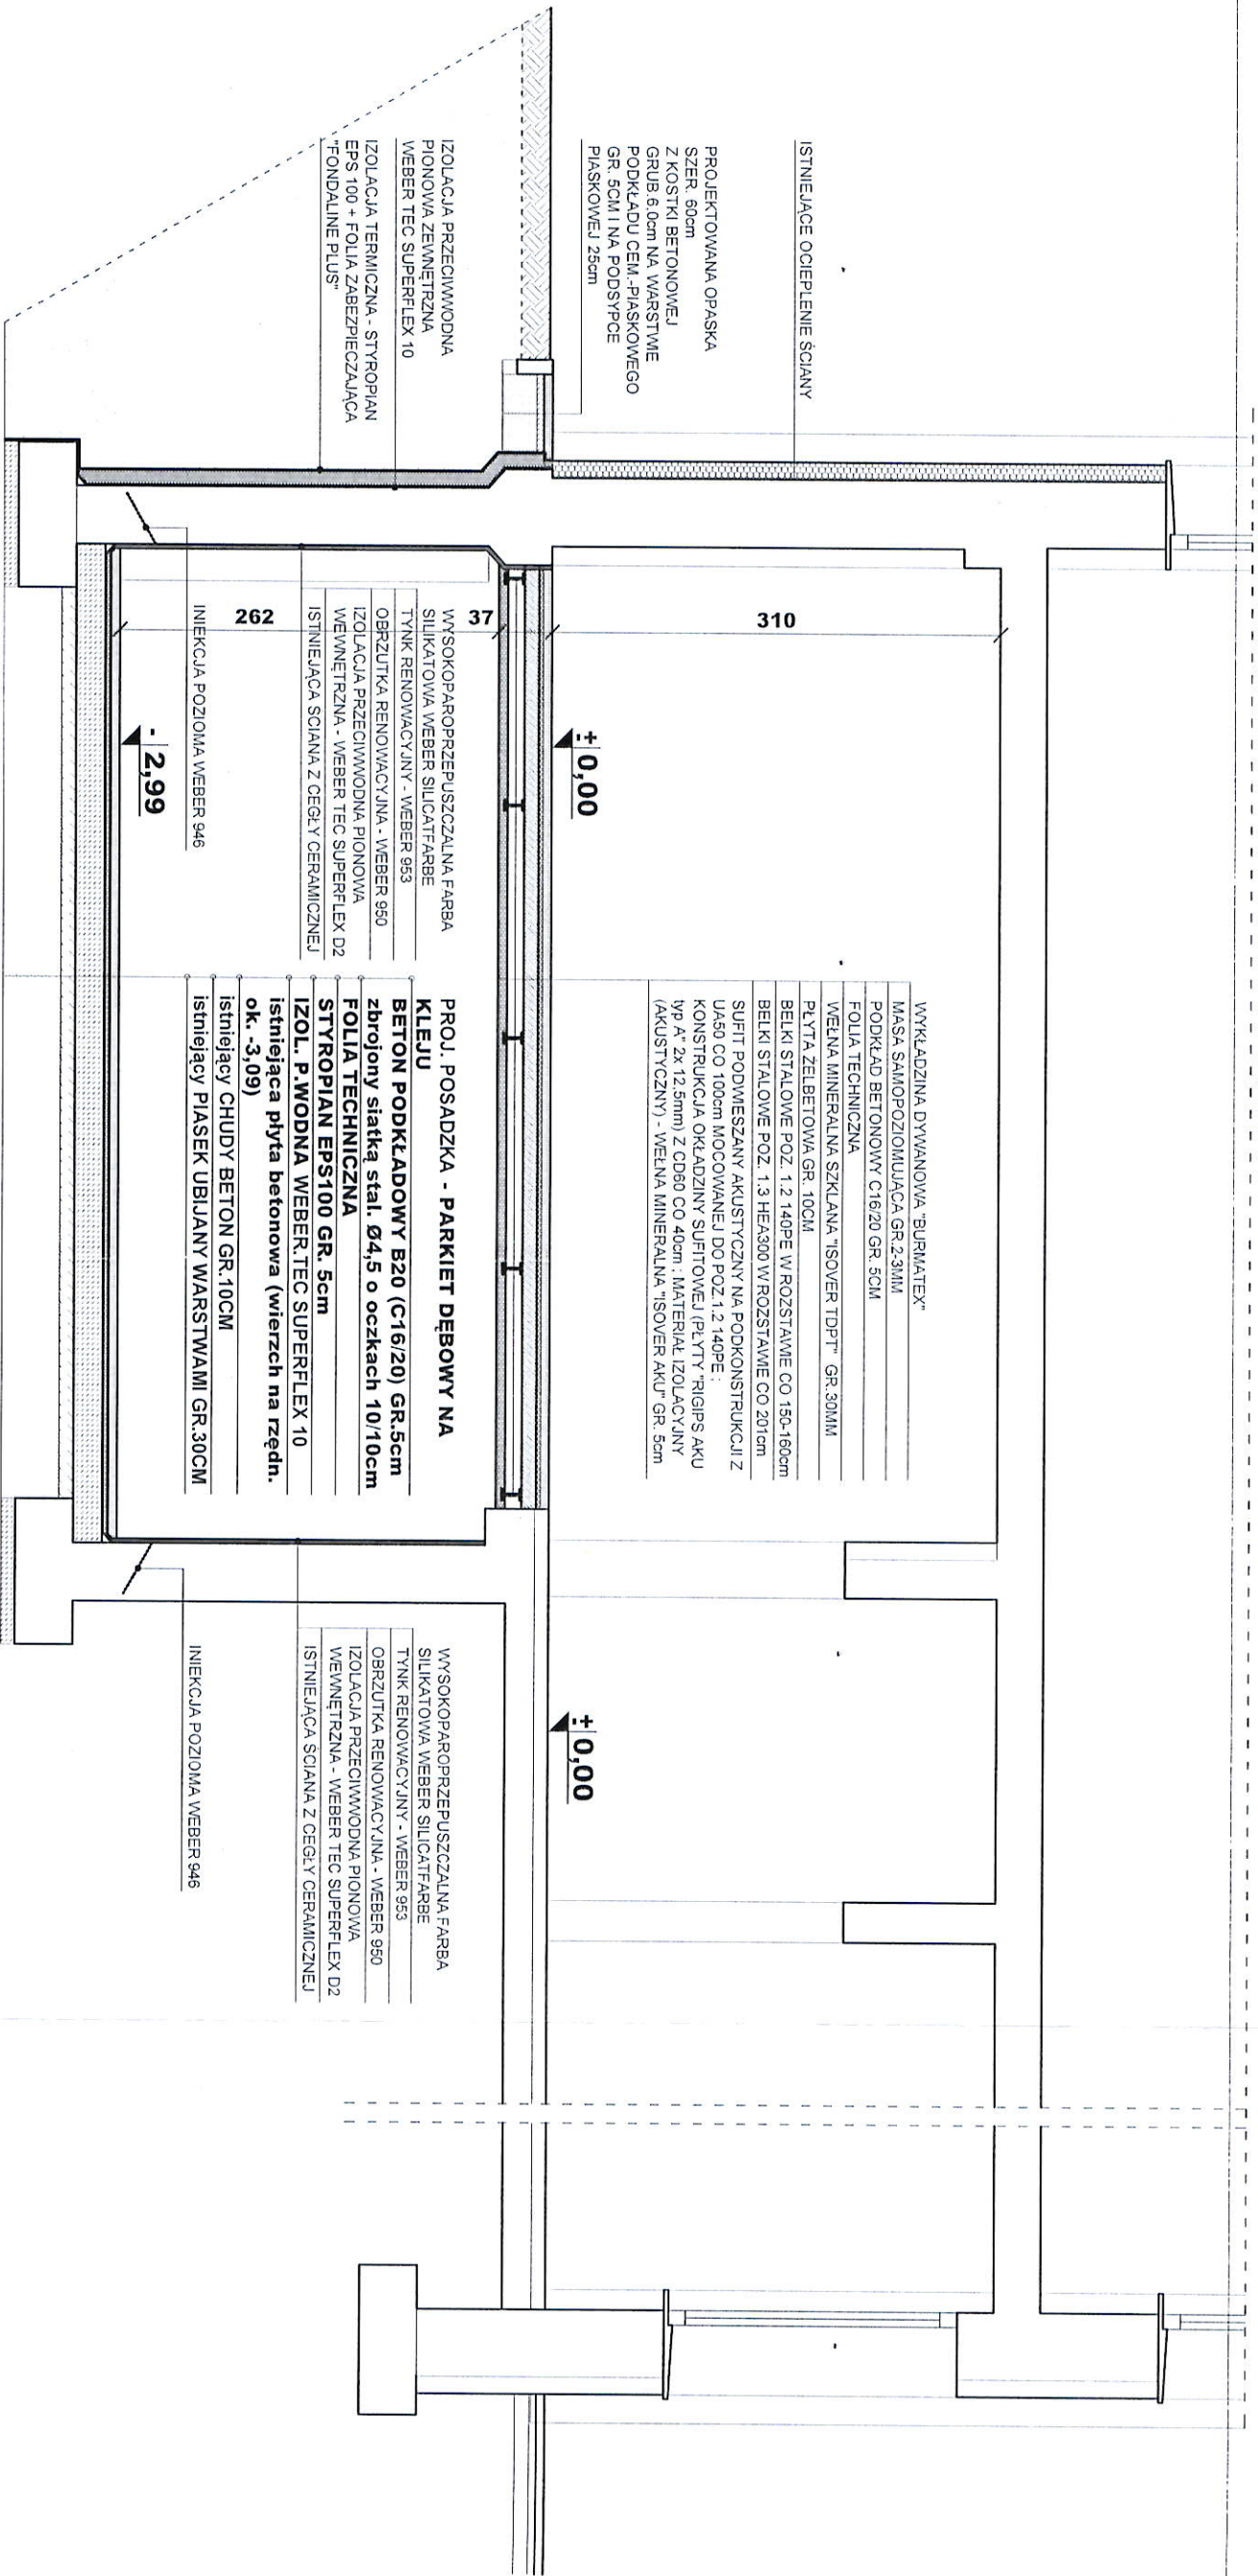 ISTNIEJĄCE OCIEPLENIE ŚCIANY
PROJEKTOWANA OPASKA
SZER. 60cm
Z KOSTKI BETONOWEJ
GRUB.6.0cm NA WARSTWIE
PODKŁADU CEM.-PIASKOWEGO
GR. 5CM I NA PODSYPCE
PIASKOWEJ 25cm
IZOLACJA PRZECIWWODNA
PIONOWA ZEWNĘTRZNA
WEBER TEC SUPERFLEX 10
IZOLACJA TERMICZNA - STYROPIAN
EPS 100 + FOLIA ZABEZPIECZAJĄCA
"FONDALINE PLUS"
310
37
262
± 0,00
- 2,99
WYKŁADZINA DYWANOWA "BURMATEX"
MASA SAMOPOZIOMUJĄCA GR.2-3MM
PODKŁAD BETONOWY C16/20 GR. 5CM
FOLIA TECHNICZNA
WEŁNA MINERALNA SZKLANA "ISOVER TDPT" GR.30MM
PŁYTA ŻELBETOWA GR. 10CM
BELKI STALOWE POZ. 1.2 140PE W ROZSTAWIE CO 150-160cm
BELKI STALOWE POZ. 1.3 HEA300 W ROZSTAWIE CO 201cm
SUFIT PODWIESZANY AKUSTYCZNY NA PODKONSTRUKCJI Z
UA50 CO 100cm MOCOWANEJ DO POZ.1.2 140PE ;
KONSTRUKCJA OKŁADZINY SUFITOWEJ (PŁYTY "RIGIPS AKU
typ A" 2x 12,5mm) Z CD60 CO 40cm ; MATERIAŁ IZOLACYJNY
(AKUSTYCZNY) - WEŁNA MINERALNA "ISOVER AKU" GR. 5cm
WYSOKOPAROPRZEPUSZCZALNA FARBA
SILIKATOWA WEBER SILICATFARBE
TYNK RENOWACYJNY - WEBER 953
OBRZUTKA RENOWACYJNA - WEBER 950
IZOLACJA PRZECIWWODNA PIONOWA
WEWNĘTRZNA - WEBER TEC SUPERFLEX D2
ISTNIEJĄCA ŚCIANA Z CEGŁY CERAMICZNEJ
INIEKCJA POZIOMA WEBER 946
PROJ. POSADZKA - PARKIET DĘBOWY NA
KLEJU
BETON PODKŁADOWY B20 (C16/20) GR.5cm
zbrojony siatką stal. Ø4,5 o oczkach 10/10cm
FOLIA TECHNICZNA
STYROPIAN EPS100 GR. 5cm
IZOL. P.WODNA WEBER.TEC SUPERFLEX 10
istniejąca płyta betonowa (wierzch na rzędn.
ok. -3,09)
istniejący CHUDY BETON GR.10CM
istniejący PIASEK UBIJANY WARSTWAMI GR.30CM
± 0,00
WYSOKOPAROPRZEPUSZCZALNA FARBA
SILIKATOWA WEBER SILICATFARBE
TYNK RENOWACYJNY - WEBER 953
OBRZUTKA RENOWACYJNA - WEBER 950
IZOLACJA PRZECIWWODNA PIONOWA
WEWNĘTRZNA - WEBER TEC SUPERFLEX D2
ISTNIEJĄCA ŚCIANA Z CEGŁY CERAMICZNEJ
INIEKCJA POZIOMA WEBER 946